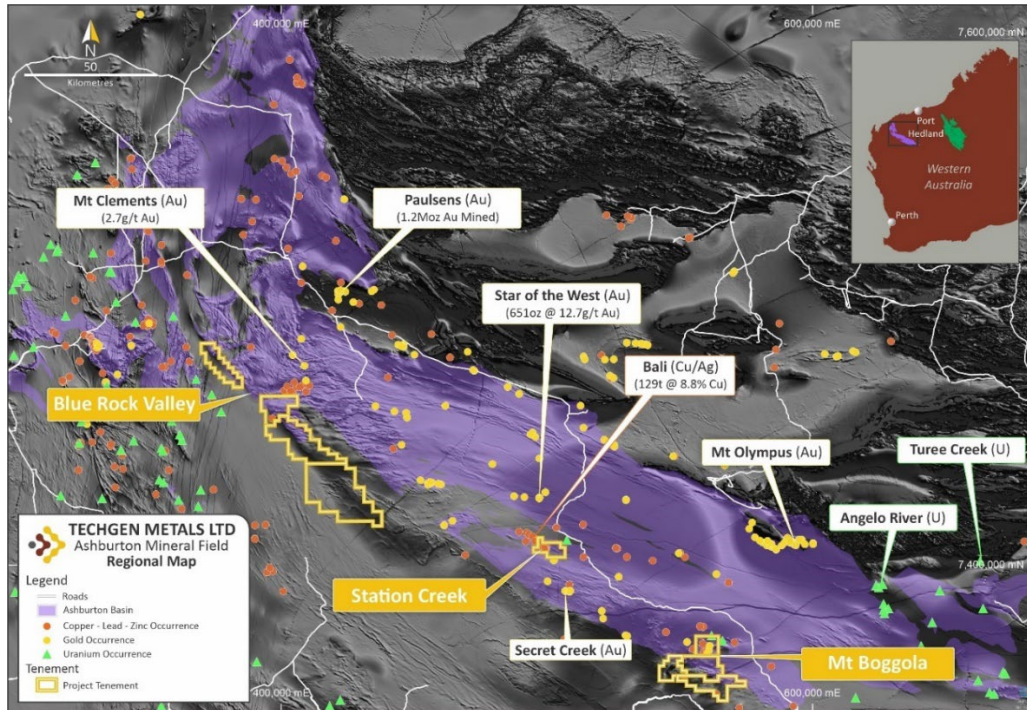 400,000 mE
600,000 mE
7,600,000 mN
N
50
Kilometres
Port
Hedland
Western
Australia
Perth
Mt Clements (Au)
(2.7g/t Au)
Paulsens (Au)
(1.2Moz Au Mined)
Star of the West (Au)
(651oz @ 12.7g/t Au)
Bali (Cu/Ag)
(129t @ 8.8% Cu)
Blue Rock Valley
Mt Olympus (Au)
Turee Creek (U)
Angelo River (U)
7,400,000 mN
Station Creek
Secret Creek (Au)
Mt Boggola
TECHGEN METALS LTD
Ashburton Mineral Field
Regional Map
Legend
Roads
Ashburton Basin
Copper - Lead - Zinc Occurrence
Gold Occurrence
Uranium Occurrence
Tenement
Project Tenement
400,000 mE
600,000 mE